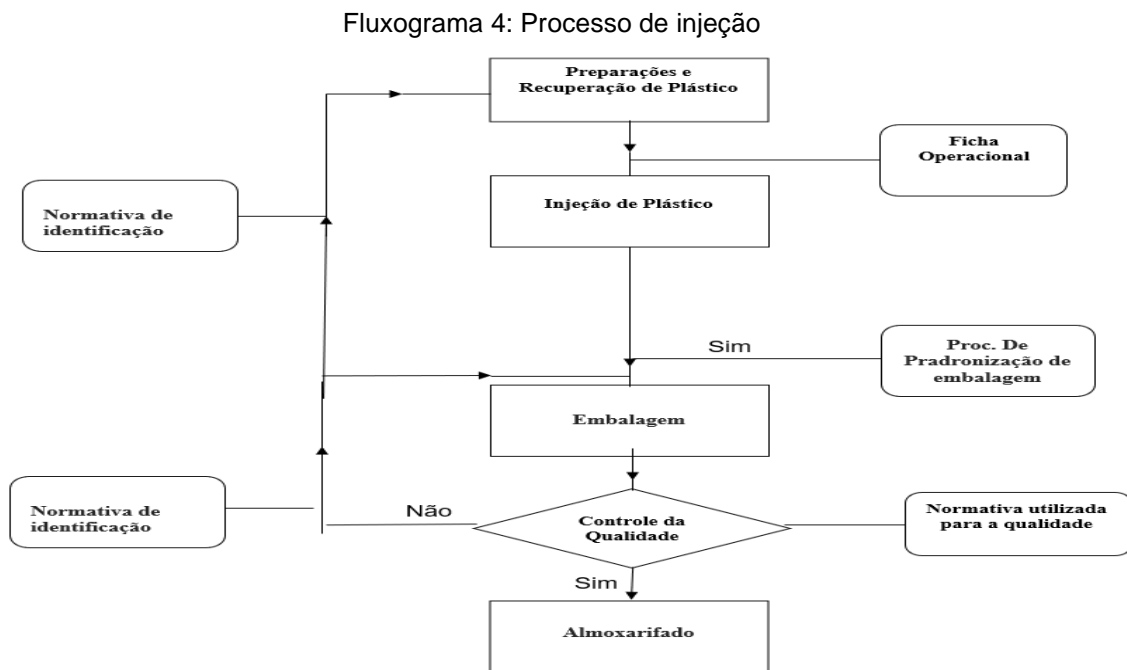 Fluxograma 4: Processo de injeção
Preparações e
Recuperação de Plástico
Ficha
Operacional
Injeção de Plástico
Normativa de
identificação
Sim
Proc. De
Pradronização de
embalagem
Embalagem
Normativa de
identificação
Não
Controle da
Qualidade
Normativa utilizada
para a qualidade
Sim
Almoxarifado